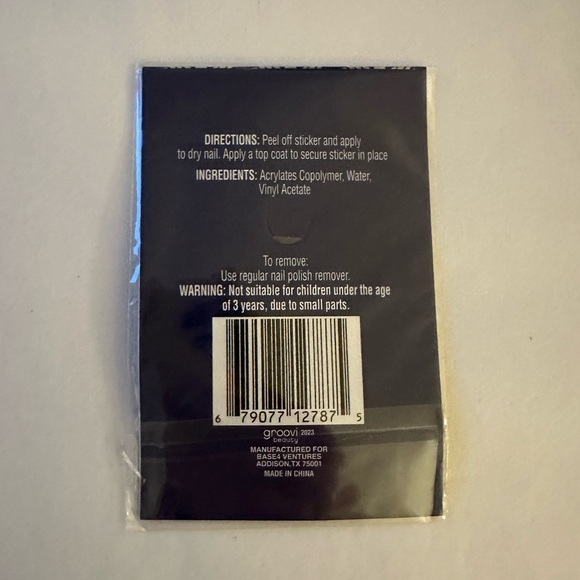 DIRECTIONS: Peel off sticker and apply
to dry nail. Apply a top coat to secure sticker in place
INGREDIENTS: Acrylates Copolymer, Water,
Vinyl Acetate
To remove:
Use regular nail polish remover.
WARNING: Not suitable for children under the age
of 3 years, due to small parts.
6 79077 12787 5
groovi 2023
beauty
MANUFACTURED FOR
BASE4 VENTURES
ADDISON,TX 75001
MADE IN CHINA